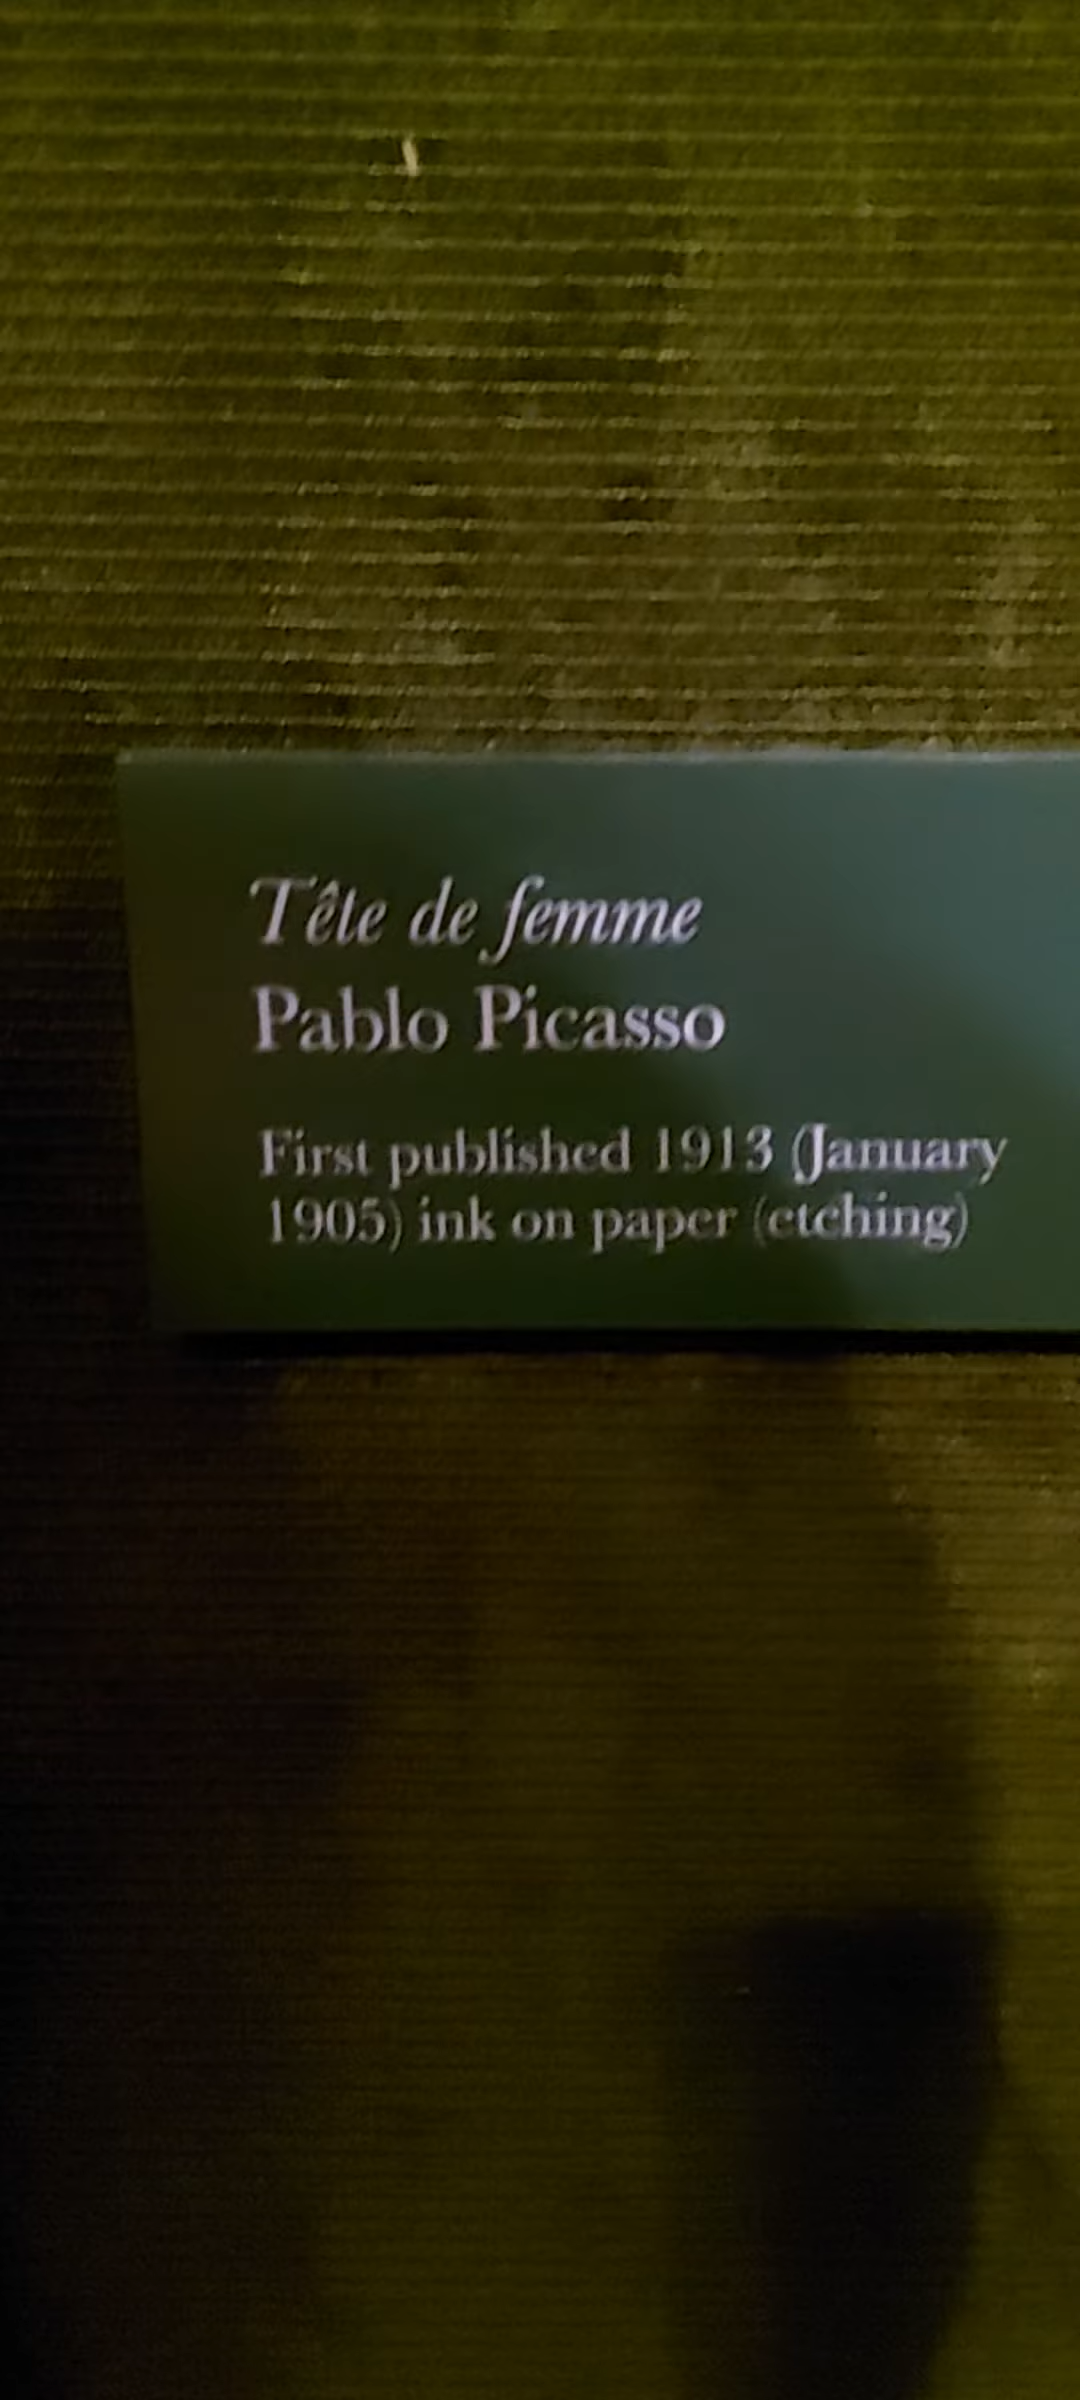 Tête de femme
Pablo Picasso
First published 1913 (January
1905) ink on paper (etching)